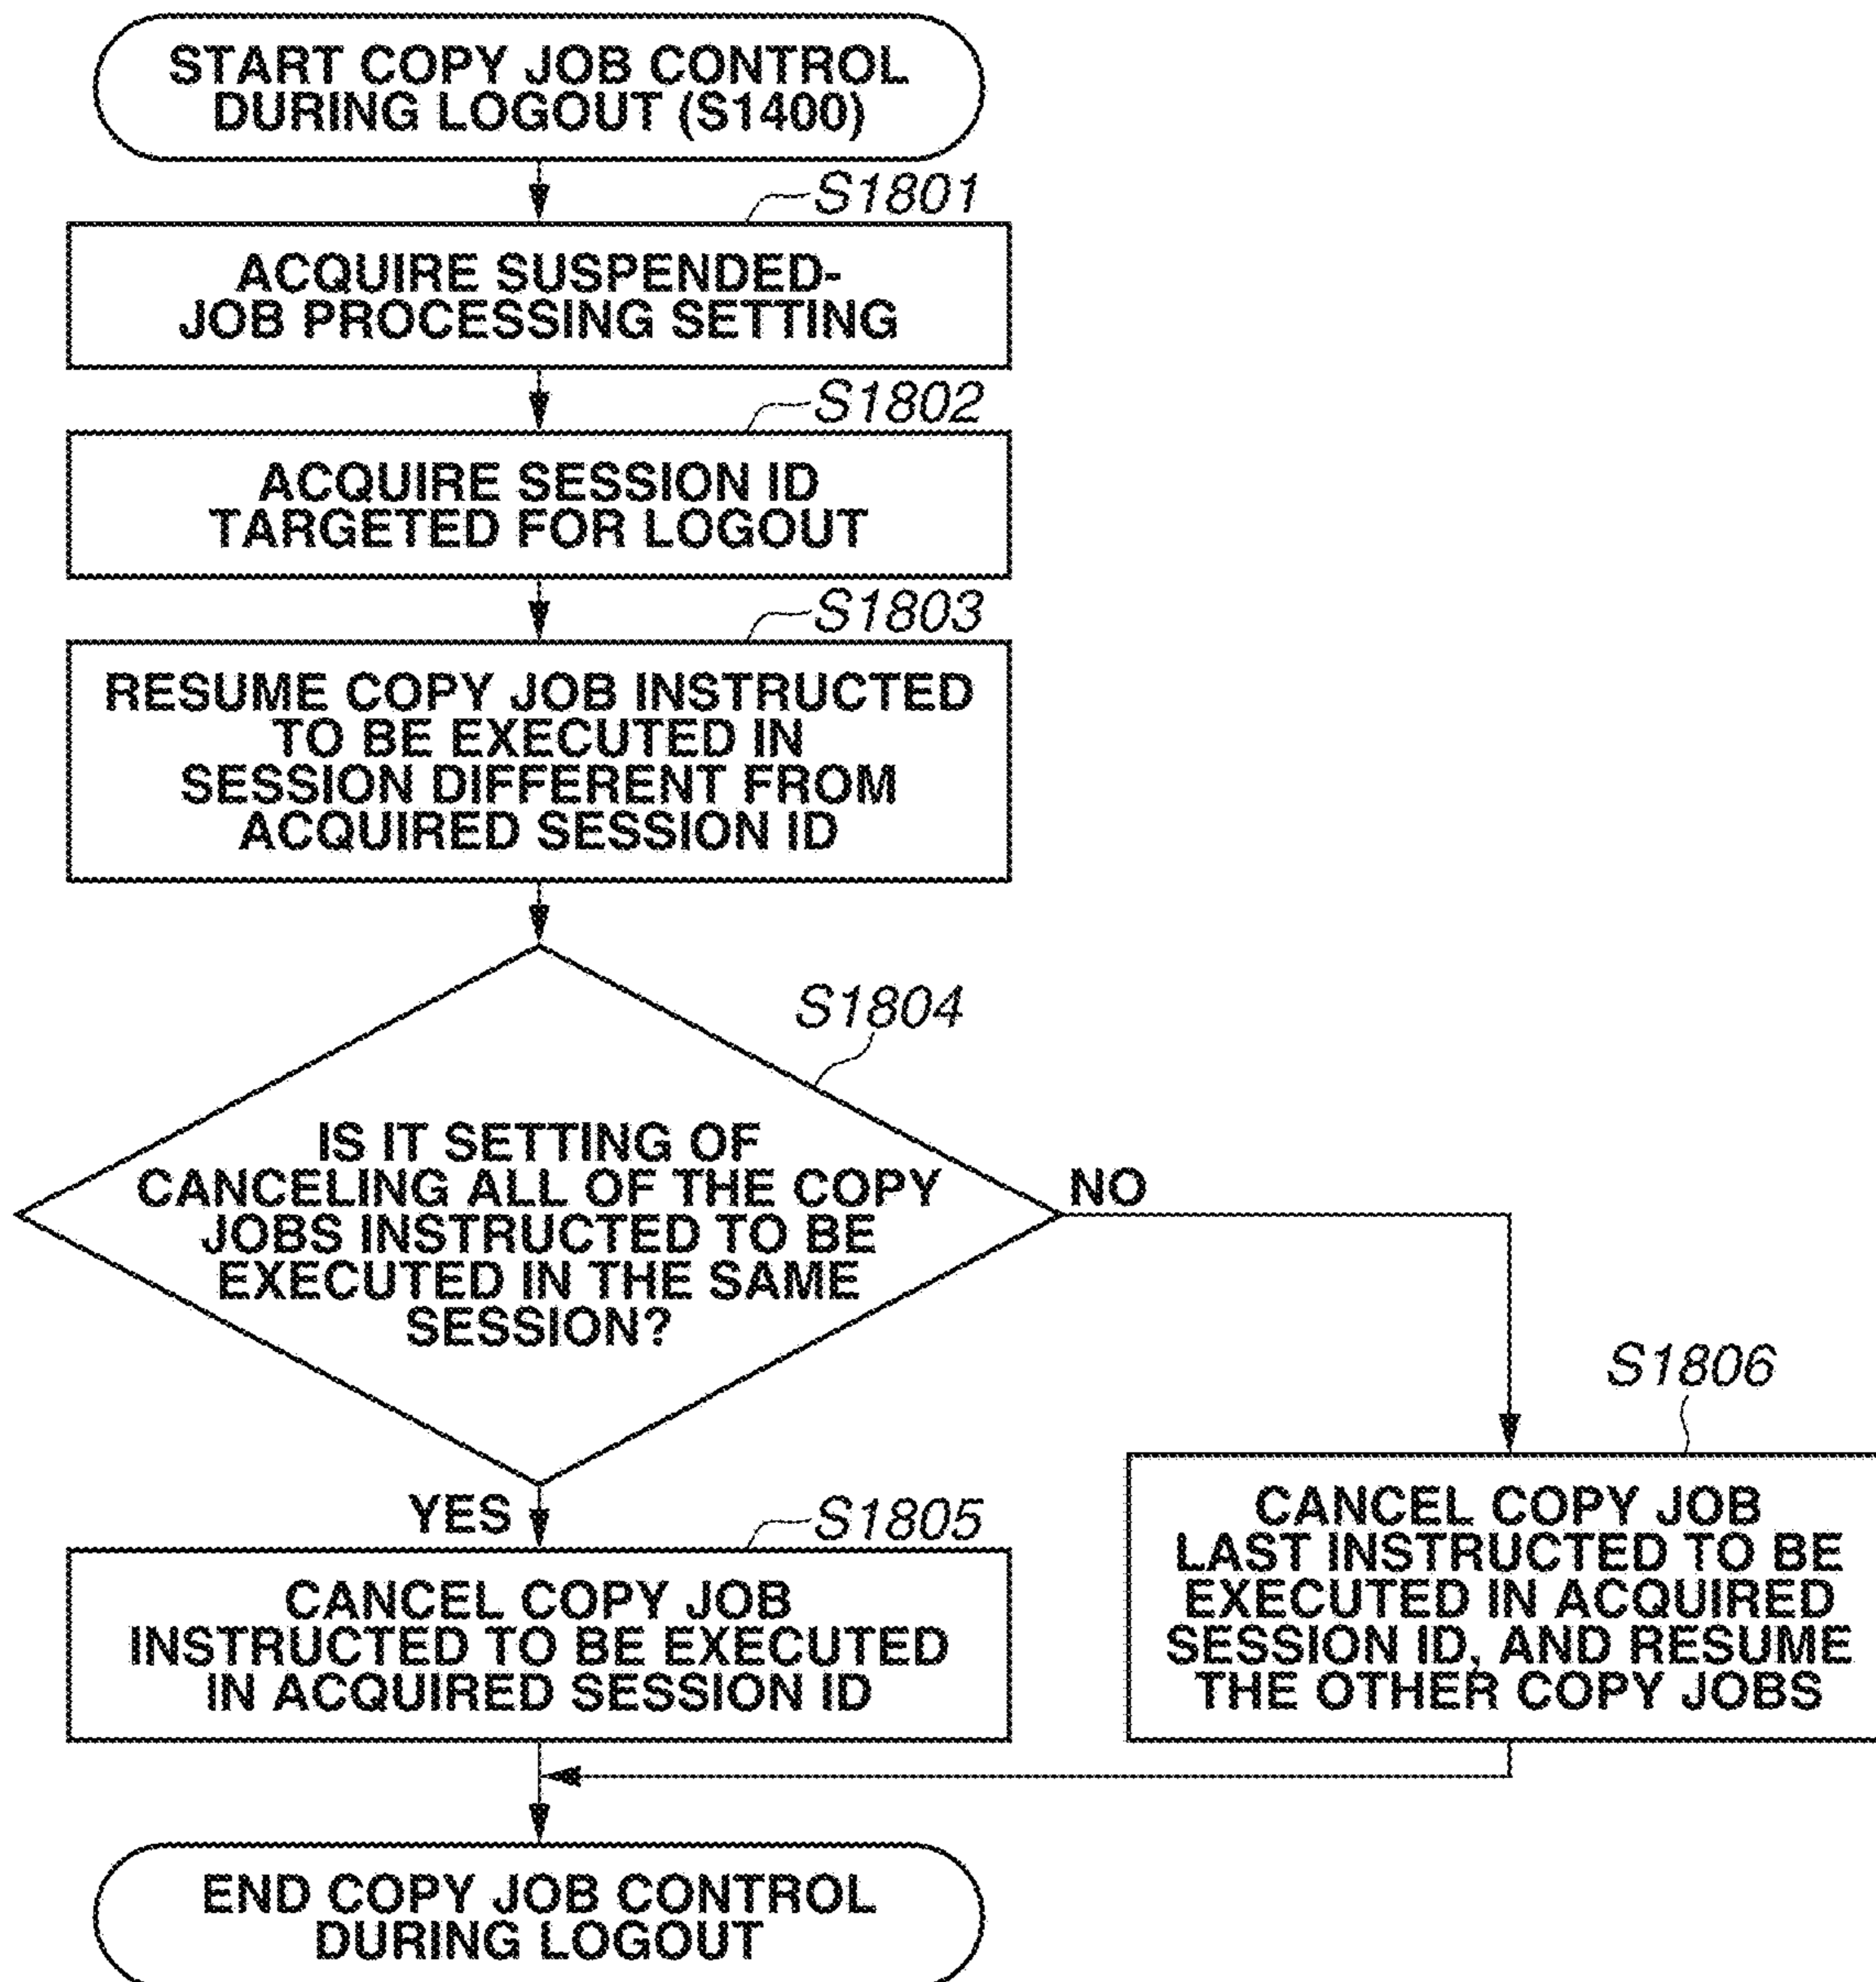 START COPY JOB CONTROL
DURING LOGOUT (S1400)
S1801
ACQUIRE SUSPENDED-
JOB PROCESSING SETTING
S1802
ACQUIRE SESSION ID
TARGETED FOR LOGOUT
S1803
RESUME COPY JOB INSTRUCTED
TO BE EXECUTED IN
SESSION DIFFERENT FROM
ACQUIRED SESSION ID
S1804
IS IT SETTING OF
CANCELING ALL OF THE COPY
JOBS INSTRUCTED TO BE
EXECUTED IN THE SAME
SESSION?
NO
YES
S1805
CANCEL COPY JOB
INSTRUCTED TO BE EXECUTED
IN ACQUIRED SESSION ID
S1806
CANCEL COPY JOB
LAST INSTRUCTED TO BE
EXECUTED IN ACQUIRED
SESSION ID, AND RESUME
THE OTHER COPY JOBS
END COPY JOB CONTROL
DURING LOGOUT